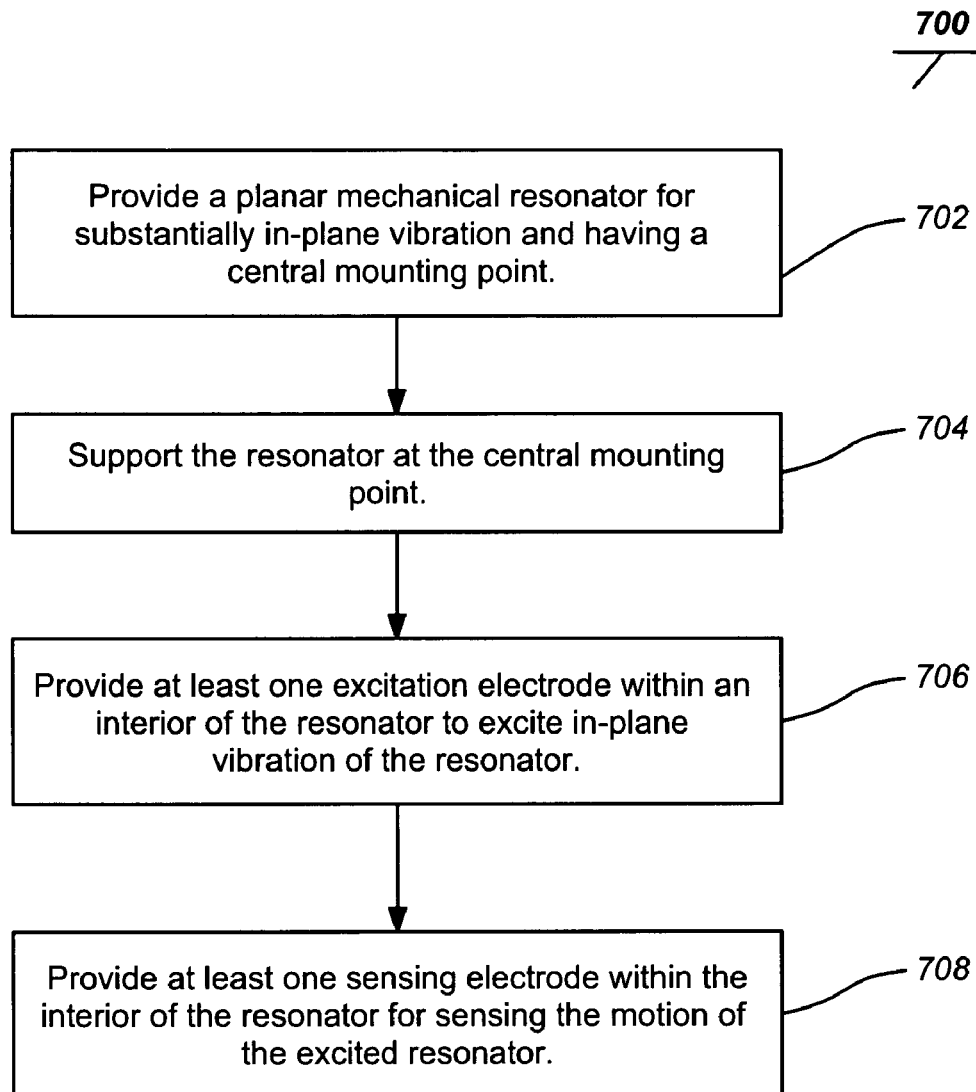 700
Provide a planar mechanical resonator for
substantially in-plane vibration and having a
central mounting point.
702
Support the resonator at the central mounting
point.
704
Provide at least one excitation electrode within an
interior of the resonator to excite in-plane
vibration of the resonator.
706
Provide at least one sensing electrode within the
interior of the resonator for sensing the motion of
the excited resonator.
708